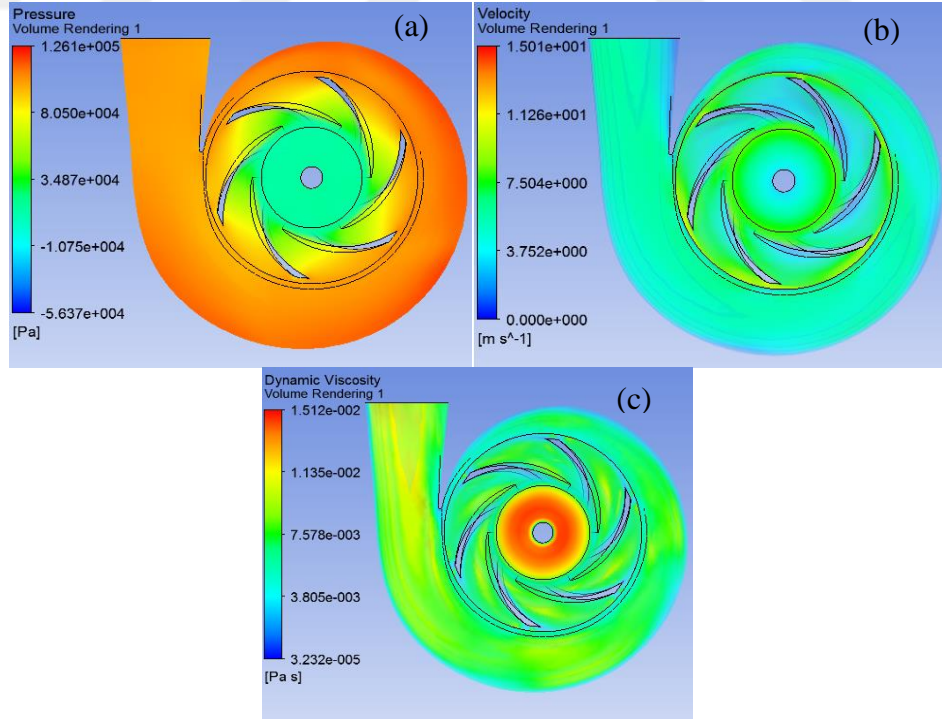 Pressure
Volume Rendering 1
(a)
1.261e+005
8.050e+004
3.487e+004
-1.075e+004
-5.637e+004
[Pa]
Velocity
Volume Rendering 1
(b)
1.501e+001
1.126e+001
7.504e+000
3.752e+000
0.000e+000
[m s^-1]
Dynamic Viscosity
Volume Rendering 1
(c)
1.512e-002
1.135e-002
7.578e-003
3.805e-003
3.232e-005
[Pa s]